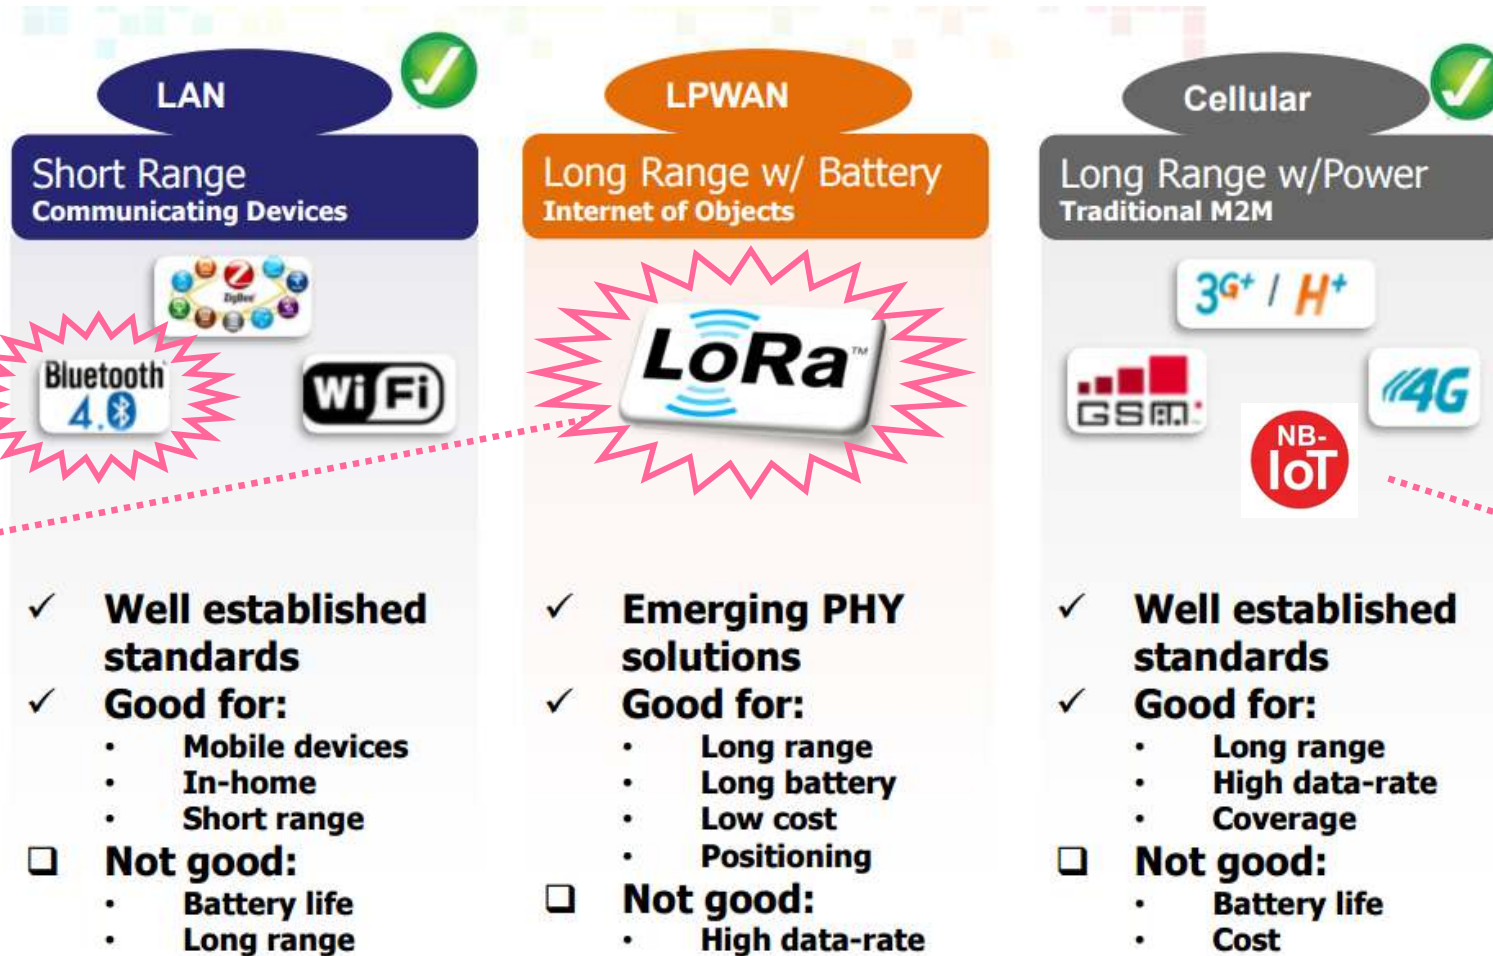 LAN
Short Range
Communicating Devices
ZigBee
Bluetooth
4.0
Wi Fi
✓ Well established
standards
✓ Good for:
• Mobile devices
• In-home
• Short range
❑ Not good:
• Battery life
• Long range
LPWAN
Long Range w/ Battery
Internet of Objects
LoRa™
✓ Emerging PHY
solutions
✓ Good for:
• Long range
• Long battery
• Low cost
• Positioning
❑ Not good:
• High data-rate
Cellular
Long Range w/Power
Traditional M2M
3G+ / H+
GSM
4G
NB-
IoT
✓ Well established
standards
✓ Good for:
• Long range
• High data-rate
• Coverage
❑ Not good:
• Battery life
• Cost